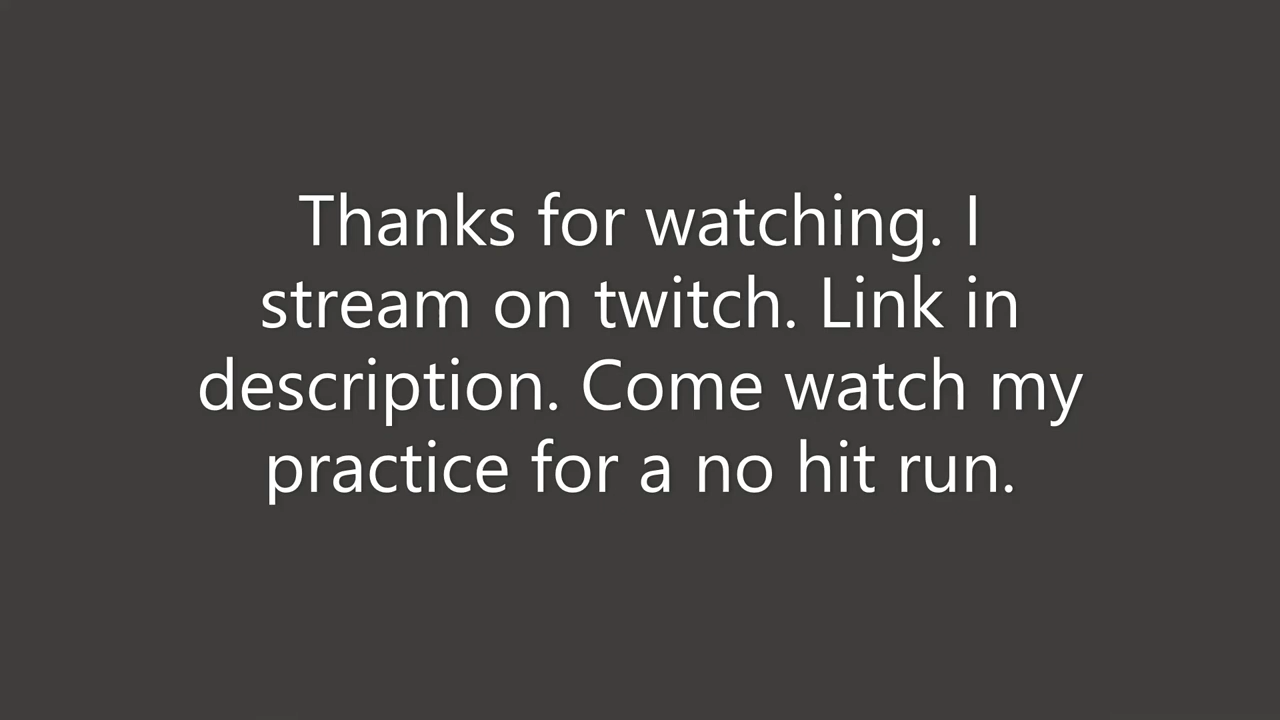 Thanks for watching. I
stream on twitch. Link in
description. Come watch my
practice for a no hit run.